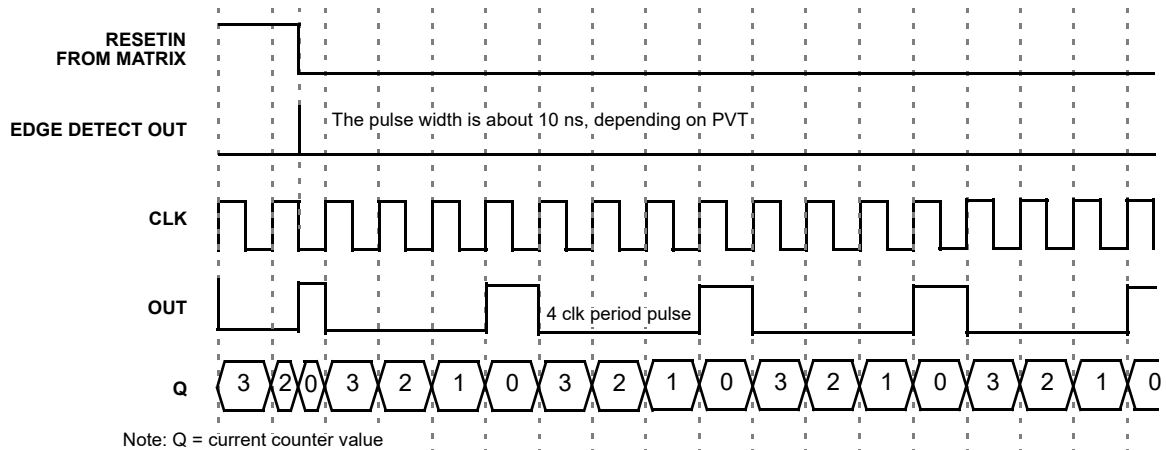 RESETIN
FROM MATRIX
EDGE DETECT OUT
The pulse width is about 10 ns, depending on PVT
CLK
OUT
4 clk period pulse
Q
3 2 0 3 2 1 0 3 2 1 0 3 2 1 0 3 2 1 0
Note: Q = current counter value